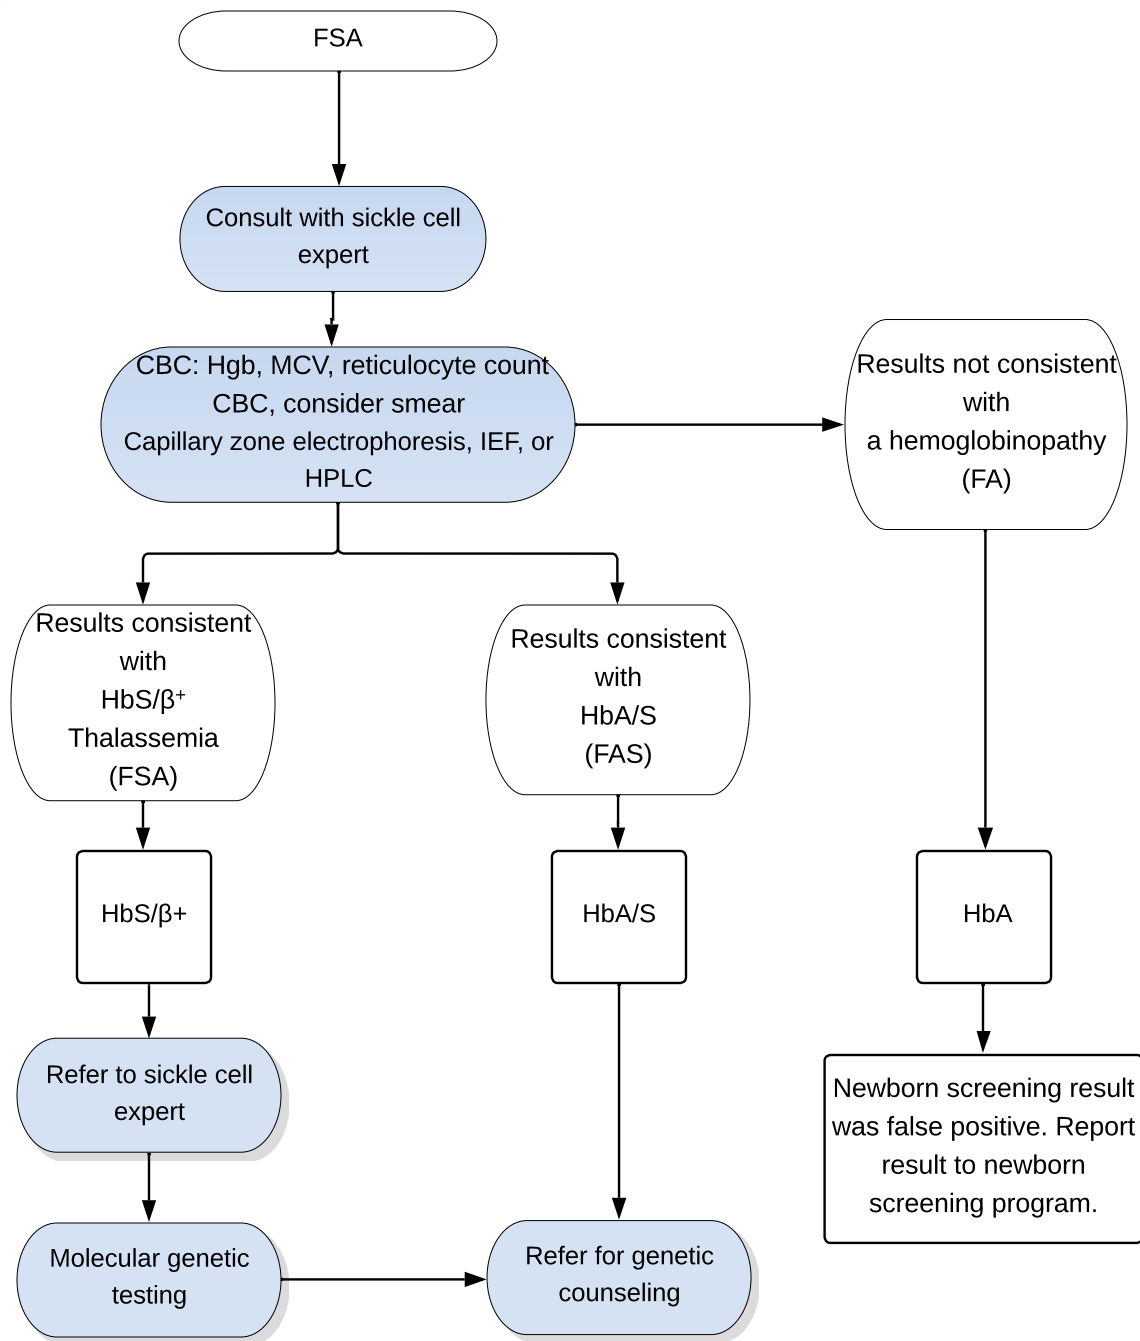 FSA
Consult with sickle cell
expert
CBC: Hgb, MCV, reticulocyte count
CBC, consider smear
Capillary zone electrophoresis, IEF, or
HPLC
Results not consistent
with
a hemoglobinopathy
(FA)
Results consistent
with
HbS/β⁺
Thalassemia
(FSA)
Results consistent
with
HbA/S
(FAS)
HbS/β+
HbA/S
HbA
Refer to sickle cell
expert
Newborn screening result
was false positive. Report
result to newborn
screening program.
Molecular genetic
testing
Refer for genetic
counseling